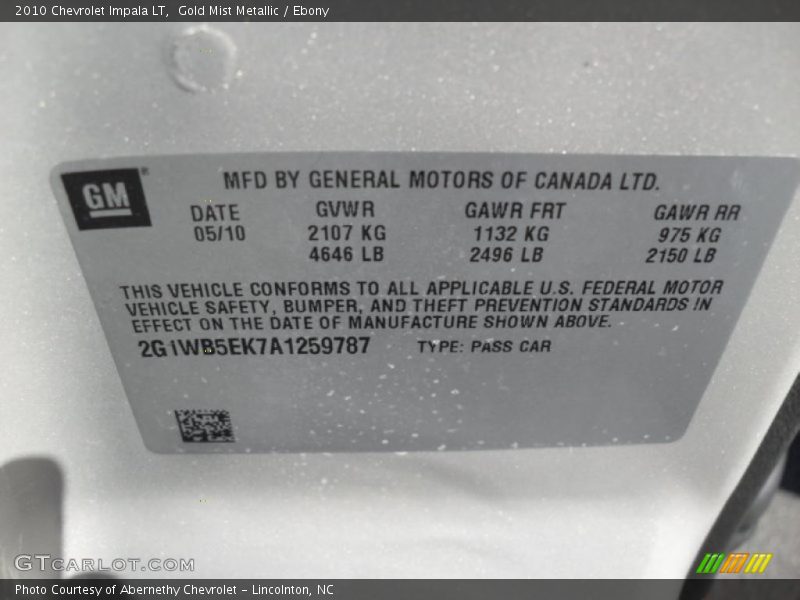 2010 Chevrolet Impala LT,  Gold Mist Metallic / Ebony
GM
MFD BY GENERAL MOTORS OF CANADA LTD.
DATE GVWR GAWR FRT GAWR RR
05/10 2107 KG 1132 KG 975 KG
4646 LB 2496 LB 2150 LB
THIS VEHICLE CONFORMS TO ALL APPLICABLE U.S. FEDERAL MOTOR
VEHICLE SAFETY, BUMPER, AND THEFT PREVENTION STANDARDS IN
EFFECT ON THE DATE OF MANUFACTURE SHOWN ABOVE.
2G1WB5EK7A1259787 TYPE: PASS CAR
GTCARLOT.COM
Photo Courtesy of Abernethy Chevrolet – Lincolnton, NC